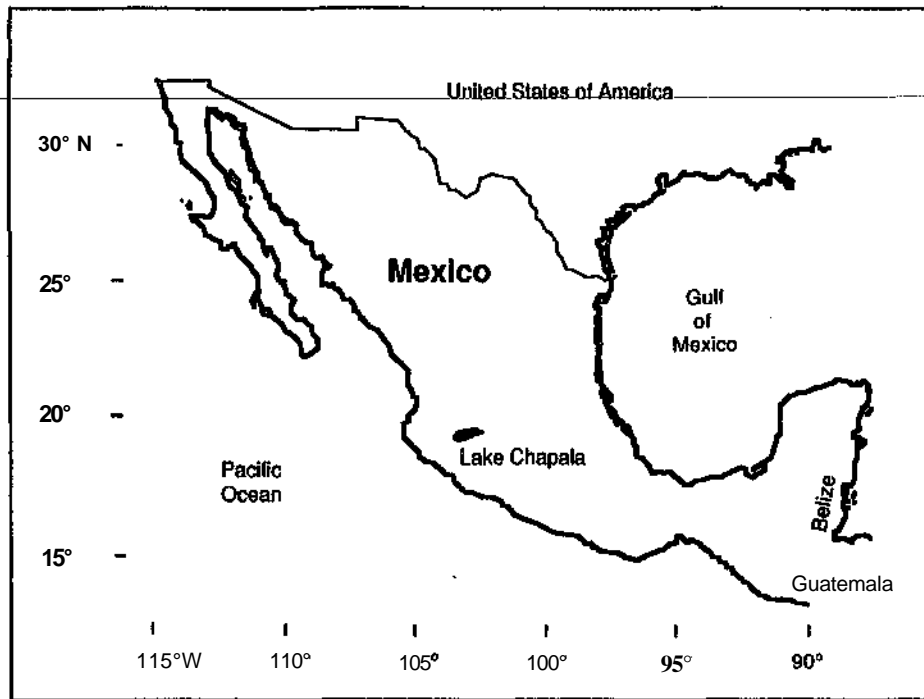 United States of America
30° N
Mexico
25°
Gulf
of
Mexico
20°
Lake Chapala
Pacific
Ocean
Belize
15°
Guatemala
115°W 110° 105° 100° 95° 90°